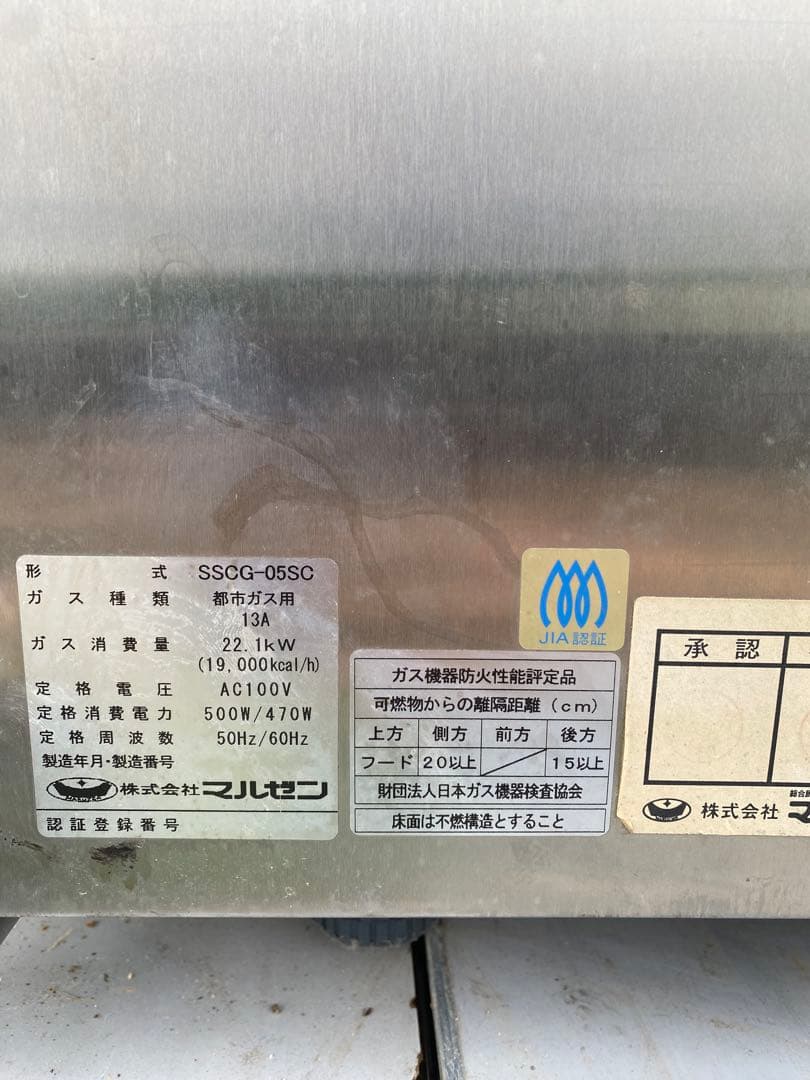 形式 SSCG-05SC
ガス種類 都市ガス用
13A
ガス消費量 22.1kW
(19,000kcal/h)
定格電圧 AC100V
定格消費電力 500W/470W
定格周波数 50Hz/60Hz
製造年月・製造番号
株式会社マルゼン
認証登録番号
JIA認証
ガス機器防火性能評定品
可燃物からの離隔距離(cm)
上方 側方 前方 後方
フード 20以上 15以上
財団法人日本ガス機器検査協会
床面は不燃構造とすること
承認
株式会社